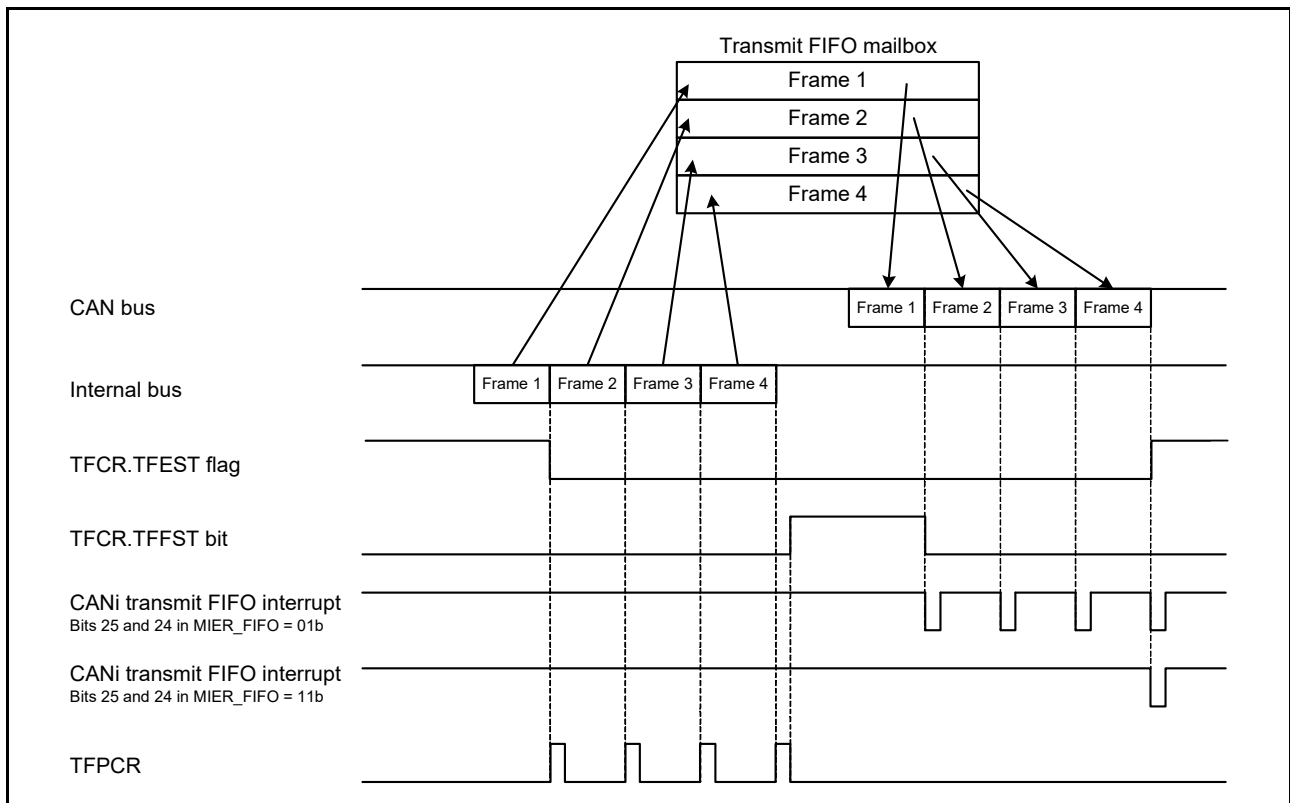 Transmit FIFO mailbox
Frame 1
Frame 2
Frame 3
Frame 4
CAN bus
Frame 1 Frame 2 Frame 3 Frame 4
Internal bus
Frame 1 Frame 2 Frame 3 Frame 4
TFCR.TFEST flag
TFCR.TFFST bit
CANi transmit FIFO interrupt
Bits 25 and 24 in MIER_FIFO = 01b
CANi transmit FIFO interrupt
Bits 25 and 24 in MIER_FIFO = 11b
TFPCR